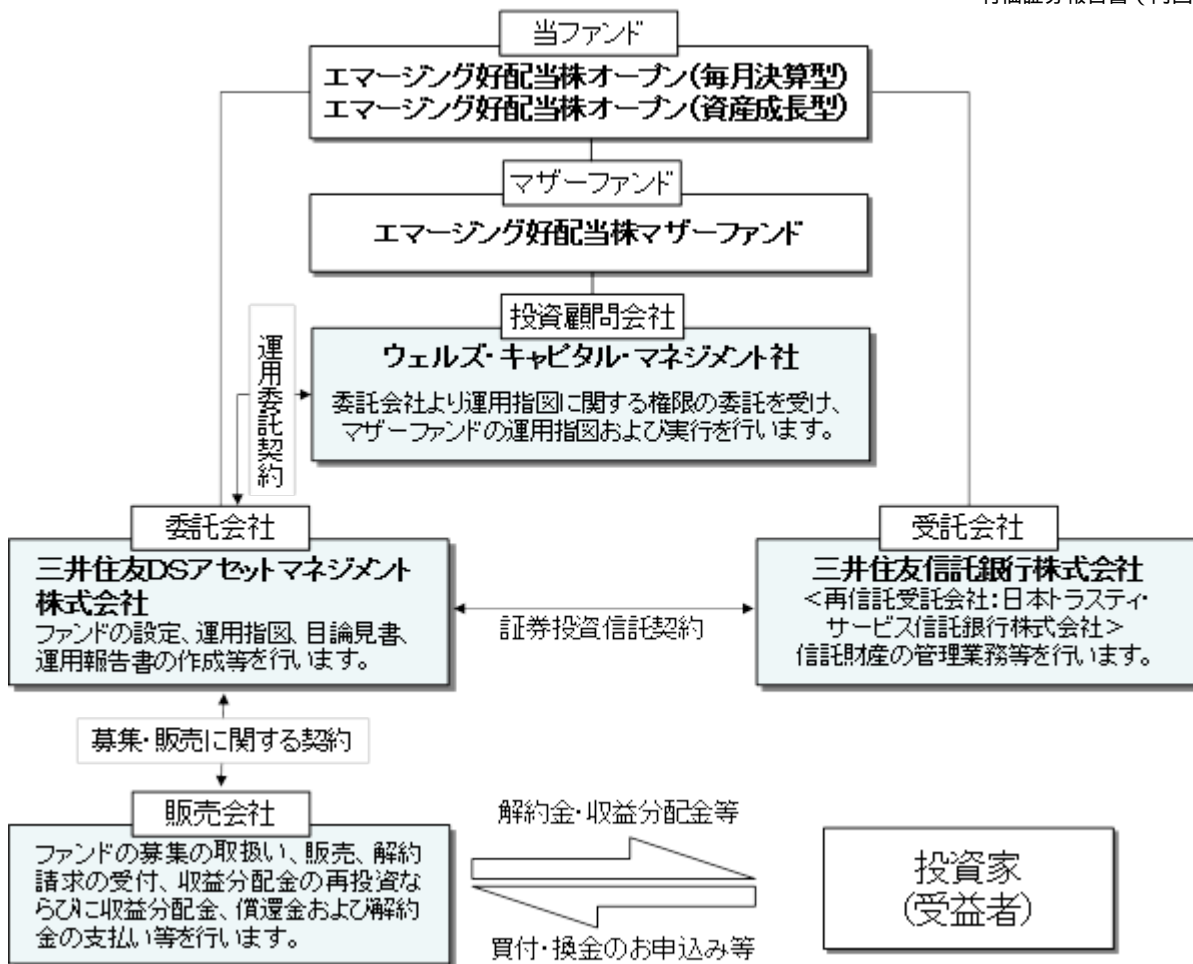 当ファンド
エマージング好配当株オープン(毎月決算型)
エマージング好配当株オープン(資産成長型)
マザーファンド
エマージング好配当株マザーファンド
投資顧問会社
ウェルズ・キャピタル・マネジメント社
委託会社より運用指図に関する権限の委託を受け、
マザーファンドの運用指図および実行を行います。
運用委託契約
委託会社
三井住友DSアセットマネジメント
株式会社
ファンドの設定、運用指図、目論見書、
運用報告書の作成等を行います。
証券投資信託契約
受託会社
三井住友信託銀行株式会社
<再信託受託会社:日本トラスティ・
サービス信託銀行株式会社>
信託財産の管理業務等を行います。
募集・販売に関する契約
販売会社
ファンドの募集の取扱い、販売、解約
請求の受付、収益分配金の再投資な
らびに収益分配金、償還金および解約
金の支払い等を行います。
解約金・収益分配金等
買付・換金のお申込み等
投資家
(受益者)